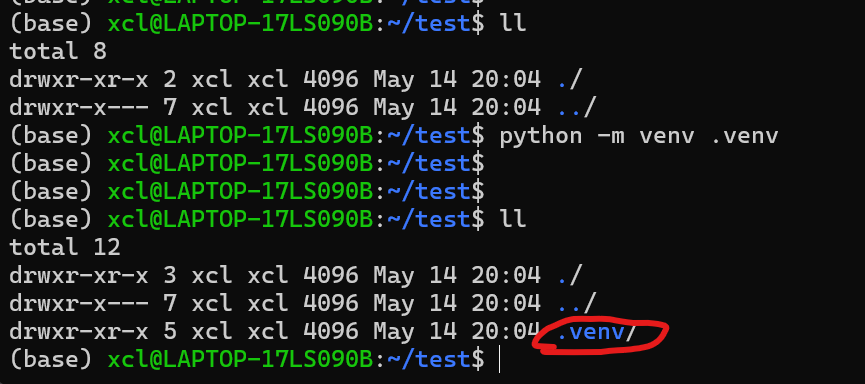 (base) xcl@LAPTOP-17LS090B:~/test$ ll
total 8
drwxr-xr-x 2 xcl xcl 4096 May 14 20:04 ./
drwxr-x--- 7 xcl xcl 4096 May 14 20:04 ../
(base) xcl@LAPTOP-17LS090B:~/test$ python -m venv .venv
(base) xcl@LAPTOP-17LS090B:~/test$
(base) xcl@LAPTOP-17LS090B:~/test$
(base) xcl@LAPTOP-17LS090B:~/test$ ll
total 12
drwxr-xr-x 3 xcl xcl 4096 May 14 20:04 ./
drwxr-x--- 7 xcl xcl 4096 May 14 20:04 ../
drwxr-xr-x 5 xcl xcl 4096 May 14 20:04 .venv/
(base) xcl@LAPTOP-17LS090B:~/test$